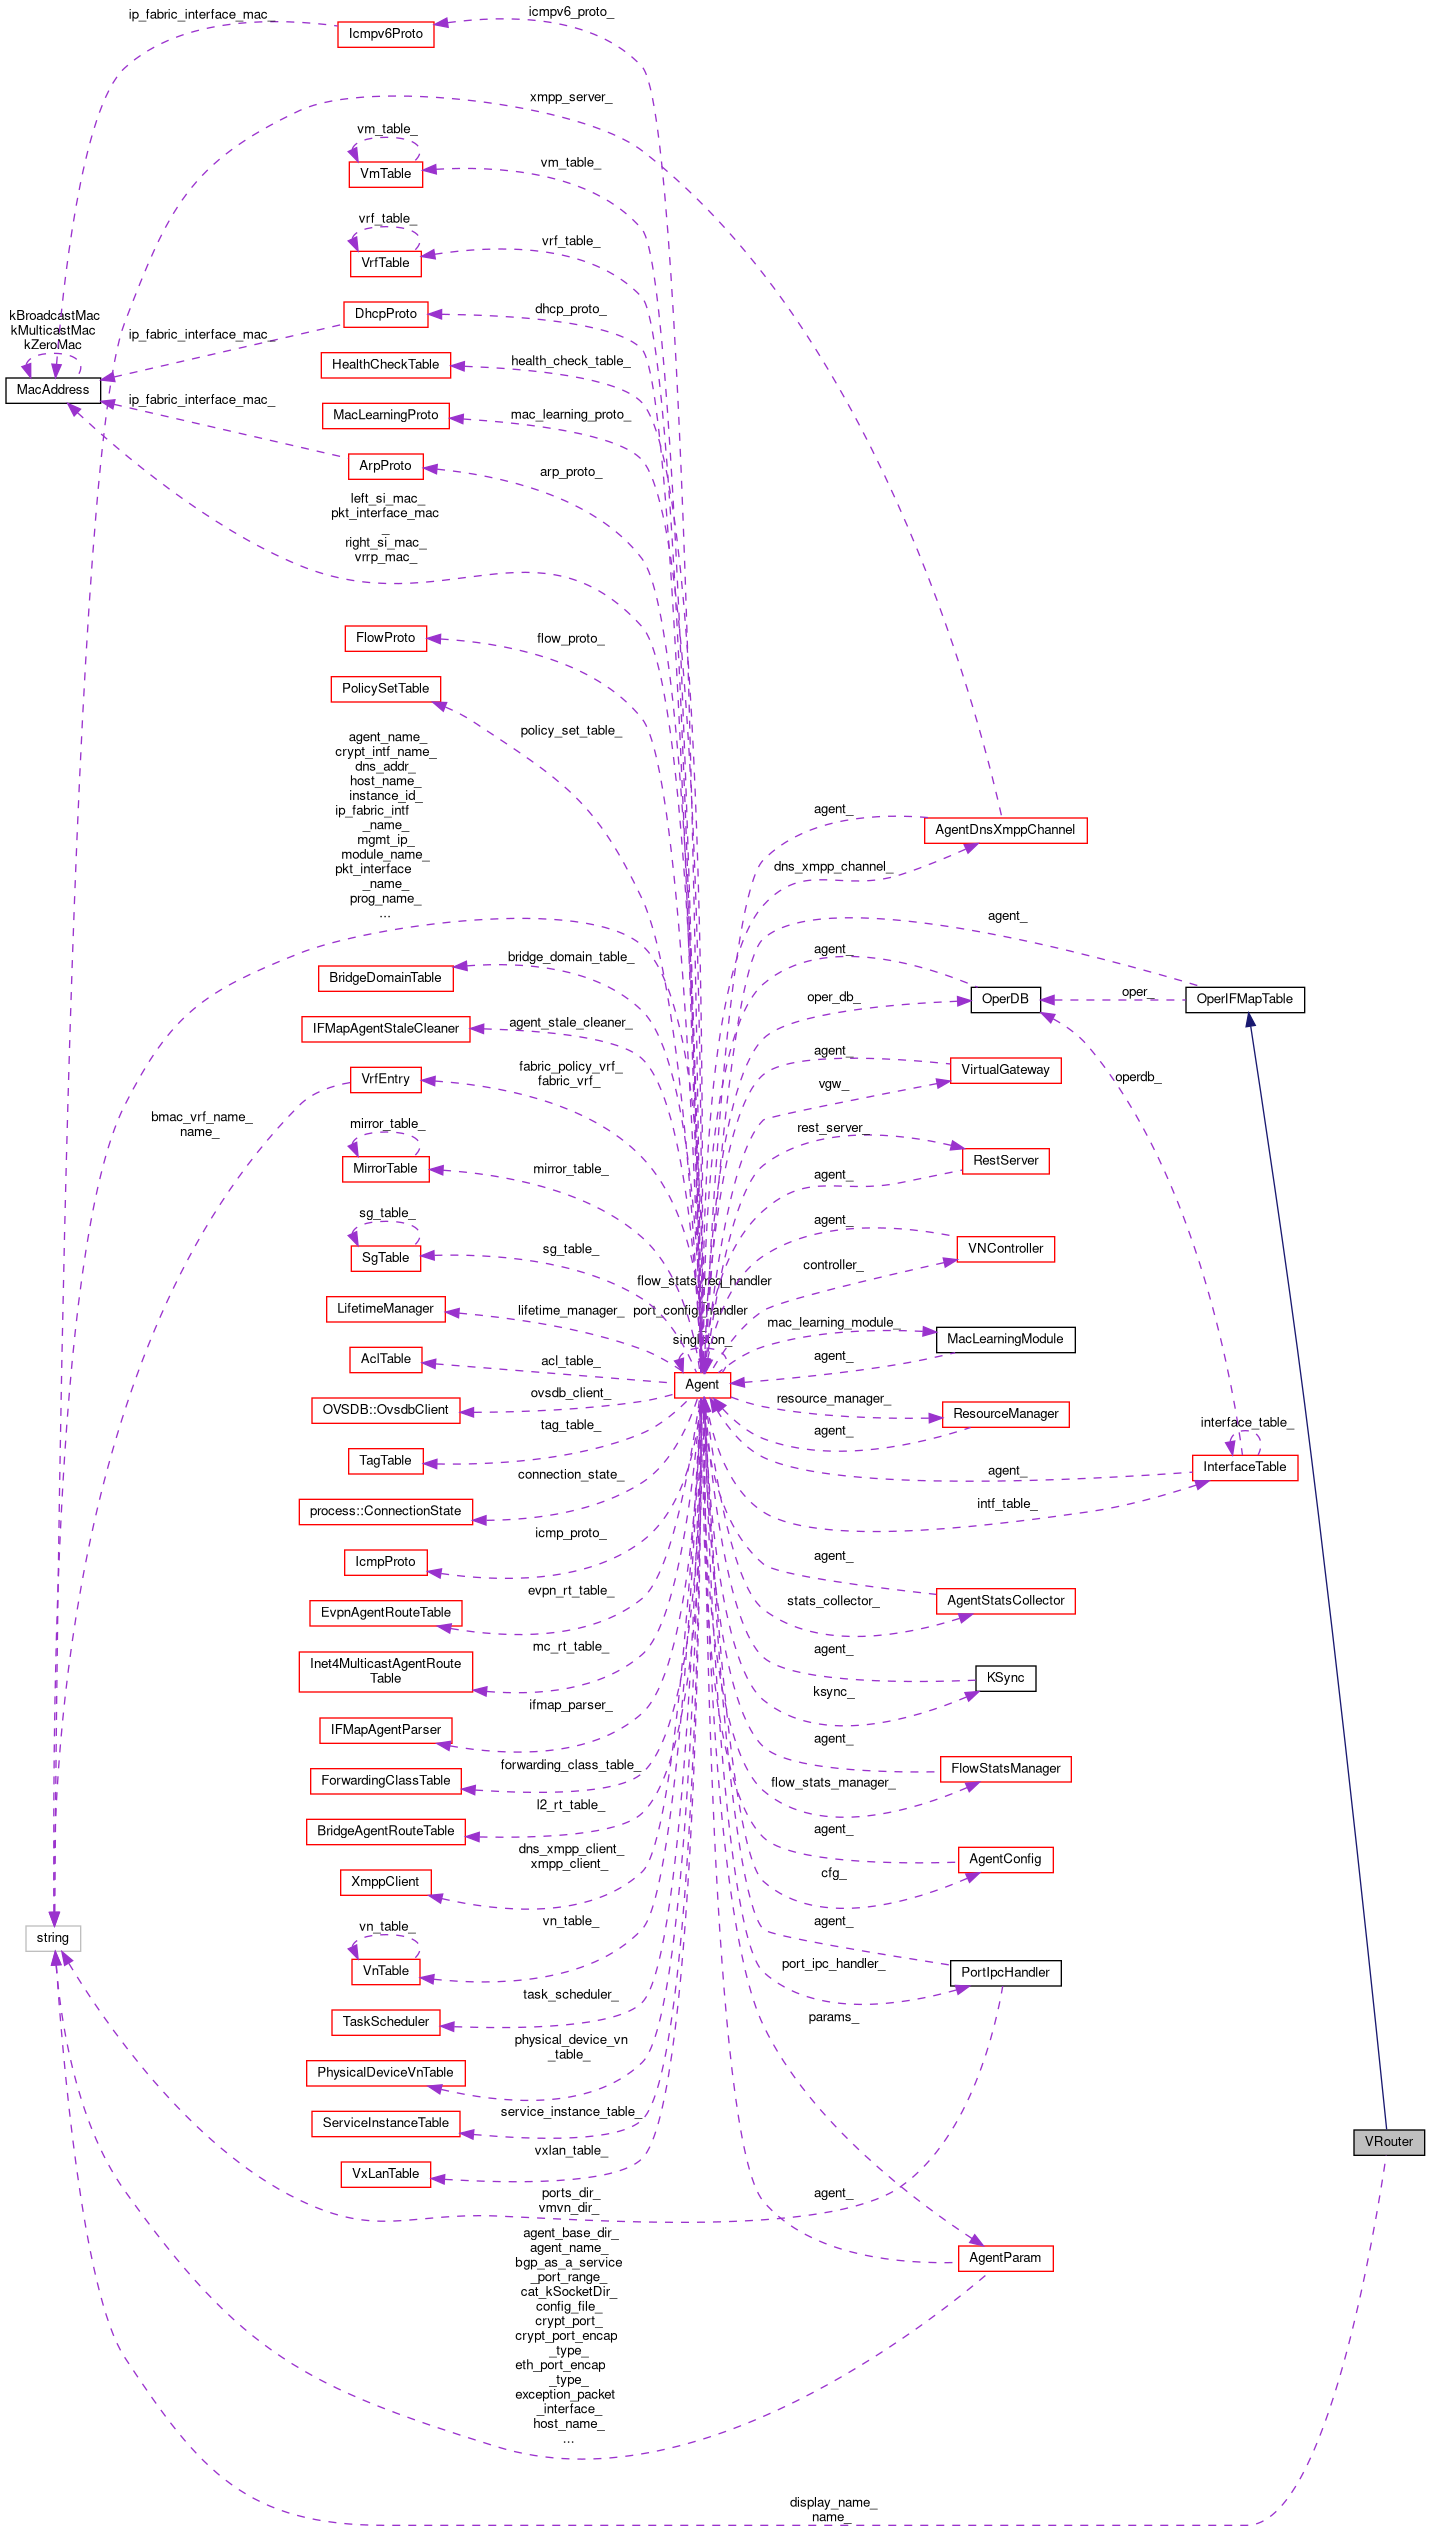 ip_fabric_interface_mac_
icmpv6_proto_
Icmpv6Proto
xmpp_server_
vm_table_
vm_table_
VmTable
vrf_table_
vrf_table_
VrfTable
dhcp_proto_
DhcpProto
kBroadcastMac
kMulticastMac
kZeroMac
ip_fabric_interface_mac_
health_check_table_
HealthCheckTable
MacAddress
ip_fabric_interface_mac_
mac_learning_proto_
MacLearningProto
arp_proto_
ArpProto
left_si_mac_
pkt_interface_mac
_
right_si_mac_
vrrp_mac_
flow_proto_
FlowProto
PolicySetTable
policy_set_table_
agent_name_
crypt_intf_name_
dns_addr_
host_name_
instance_id_
ip_fabric_intf
_name_
mgmt_ip_
module_name_
pkt_interface
_name_
prog_name_
...
agent_
AgentDnsXmppChannel
dns_xmpp_channel_
agent_
bridge_domain_table_
BridgeDomainTable
agent_
oper_db_
OperDB
oper_
OperIFMapTable
agent_stale_cleaner_
IFMapAgentStaleCleaner
agent_
VirtualGateway
vgw_
operdb_
fabric_policy_vrf_
fabric_vrf_
VrfEntry
bmac_vrf_name_
name_
mirror_table_
mirror_table_
MirrorTable
rest_server_
RestServer
agent_
sg_table_
sg_table_
SgTable
agent_
VNController
controller_
flow_stats_req_handler
port_config_handler
singleton_
lifetime_manager_
LifetimeManager
mac_learning_module_
MacLearningModule
agent_
acl_table_
AclTable
Agent
ovsdb_client_
OVSDB::OvsdbClient
resource_manager_
ResourceManager
agent_
tag_table_
TagTable
interface_table_
InterfaceTable
agent_
intf_table_
connection_state_
process::ConnectionState
icmp_proto_
IcmpProto
agent_
AgentStatsCollector
stats_collector_
evpn_rt_table_
EvpnAgentRouteTable
mc_rt_table_
Inet4MulticastAgentRoute
Table
agent_
KSync
ksync_
ifmap_parser_
IFMapAgentParser
agent_
FlowStatsManager
flow_stats_manager_
forwarding_class_table_
ForwardingClassTable
l2_rt_table_
BridgeAgentRouteTable
agent_
AgentConfig
cfg_
dns_xmpp_client_
xmpp_client_
XmppClient
vn_table_
vn_table_
VnTable
string
agent_
PortIpcHandler
port_ipc_handler_
task_scheduler_
TaskScheduler
params_
physical_device_vn
_table_
PhysicalDeviceVnTable
service_instance_table_
ServiceInstanceTable
VRouter
vxlan_table_
VxLanTable
ports_dir_
vmvn_dir_
agent_
AgentParam
agent_base_dir_
agent_name_
bgp_as_a_service
_port_range_
cat_kSocketDir_
config_file_
crypt_port_
crypt_port_encap
_type_
eth_port_encap
_type_
exception_packet
_interface_
host_name_
...
display_name_
name_